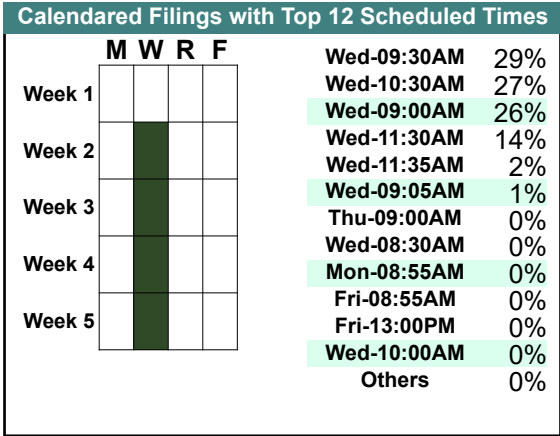 Calendared Filings with Top 12 Scheduled Times
M W R F
Week 1
Week 2
Week 3
Week 4
Week 5
Wed-09:30AM 29%
Wed-10:30AM 27%
Wed-09:00AM 26%
Wed-11:30AM 14%
Wed-11:35AM 2%
Wed-09:05AM 1%
Thu-09:00AM 0%
Wed-08:30AM 0%
Mon-08:55AM 0%
Fri-08:55AM 0%
Fri-13:00PM 0%
Wed-10:00AM 0%
Others 0%